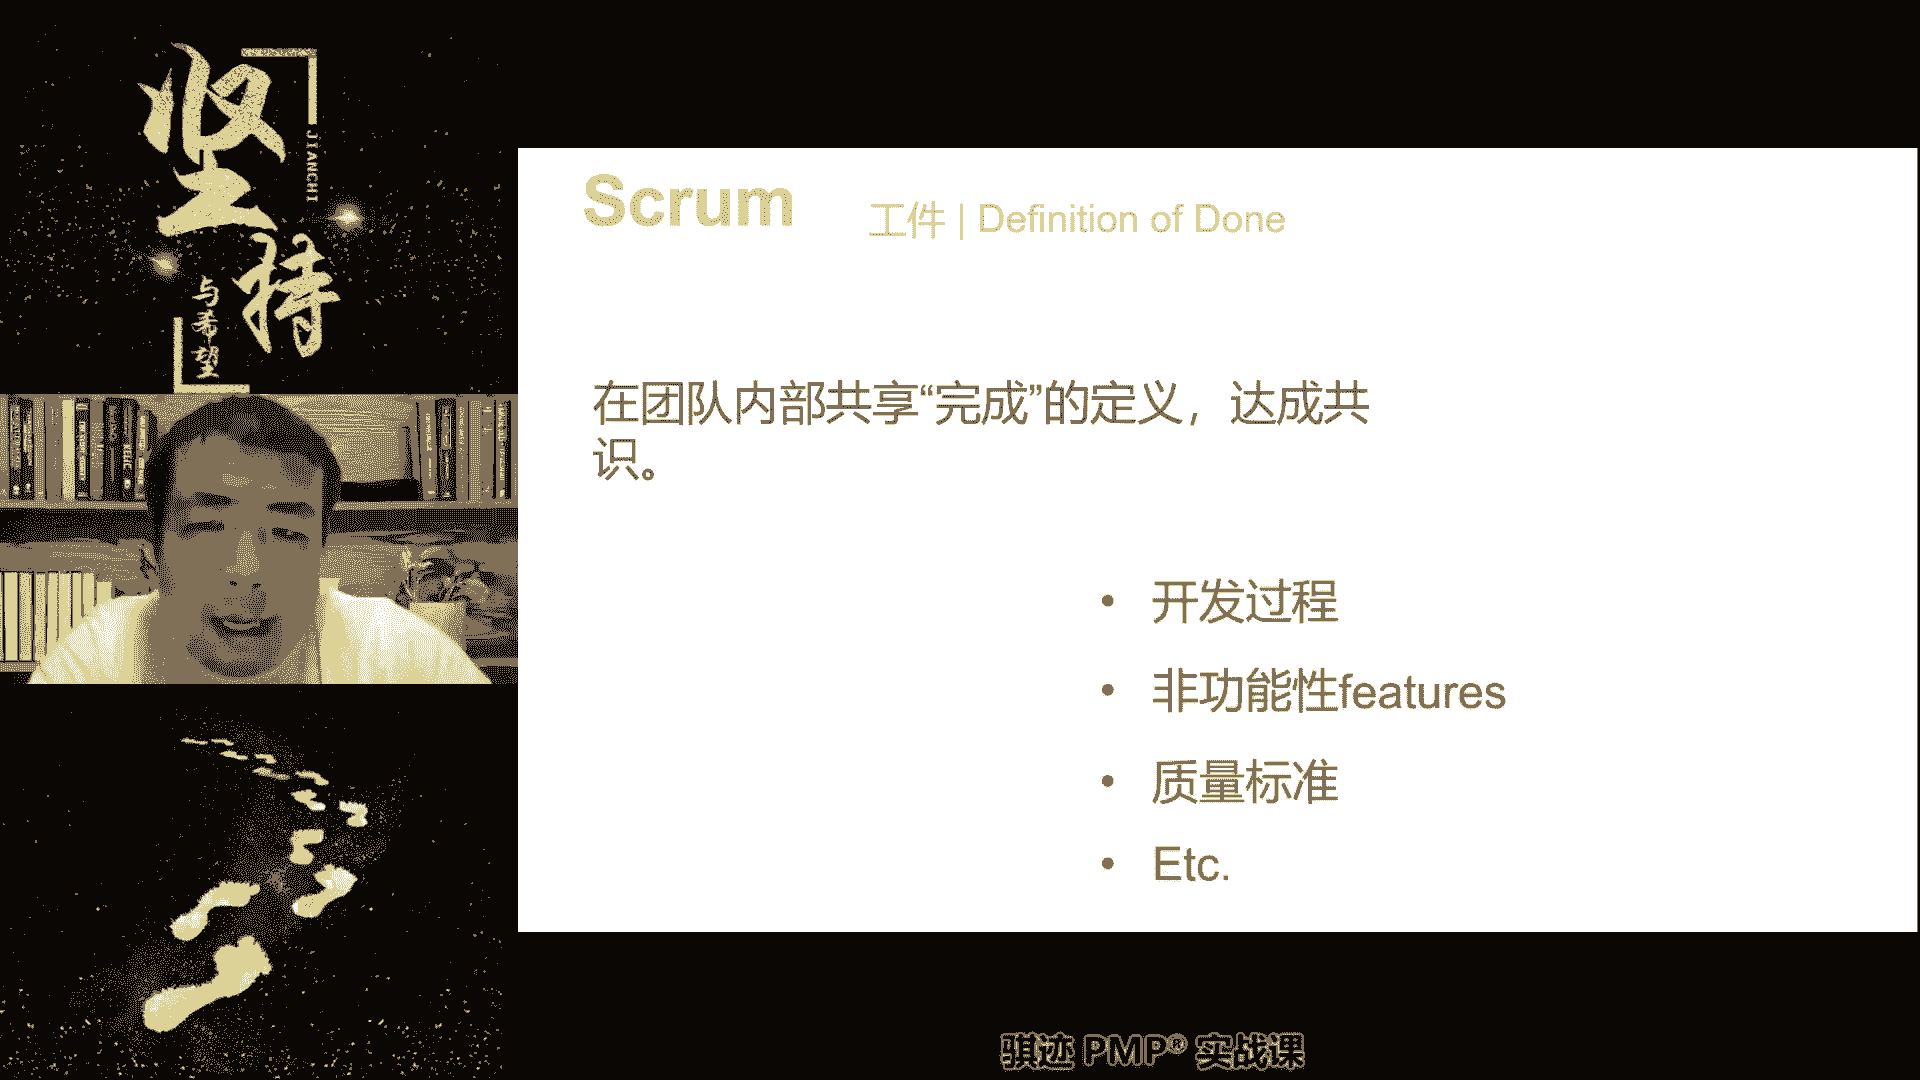 坚持
JIANCHI
与希望
Scrum
工件 | Definition of Done
在团队内部共享“完成”的定义，达成共
识。
• 开发过程
• 非功能性features
• 质量标准
• Etc.
骐迹 PMP® 实战课